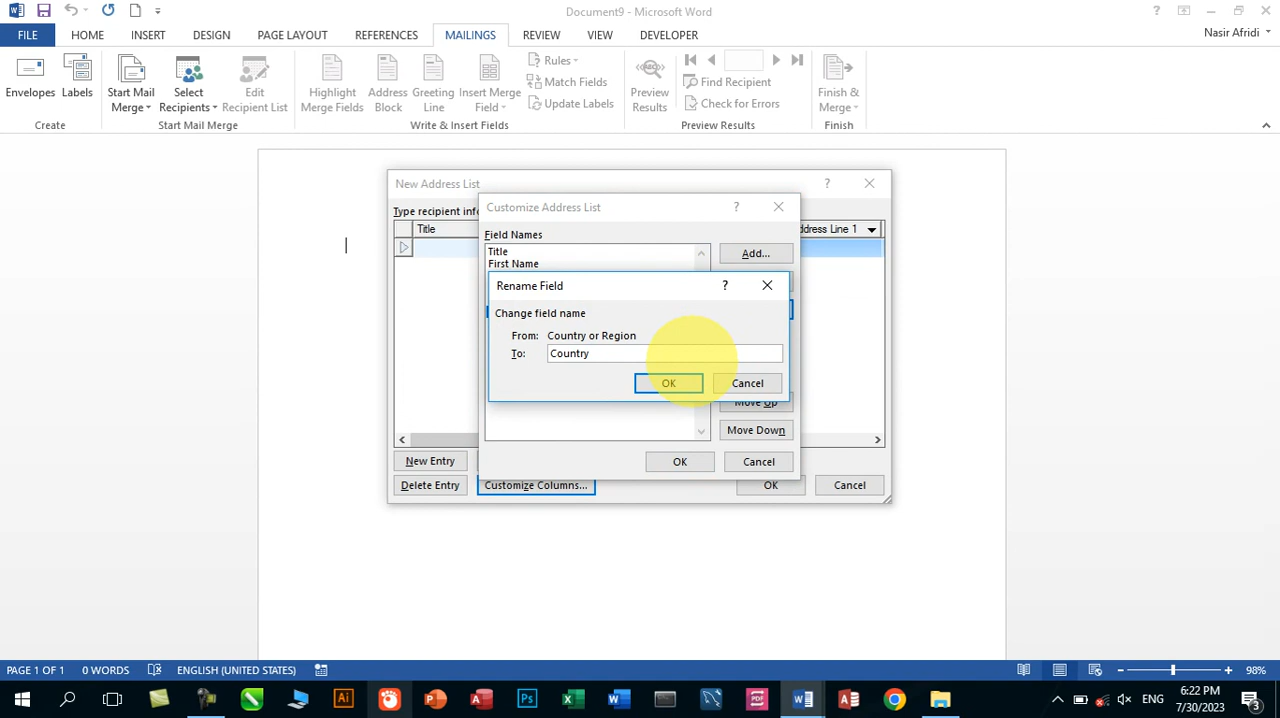 Document9 - Microsoft Word
?
FILE
HOME
INSERT
DESIGN
PAGE LAYOUT
REFERENCES
MAILINGS
REVIEW
VIEW
DEVELOPER
Nasir Afridi
Envelopes
Labels
Start Mail
Merge
Select
Recipients
Edit
Recipient List
Highlight
Merge Fields
Address
Block
Greeting
Line
Insert Merge
Field
Rules
Match Fields
Update Labels
Preview
Results
Find Recipient
Check for Errors
Finish &
Merge
Create
Start Mail Merge
Write & Insert Fields
Preview Results
Finish
New Address List
?
Type recipient info
Title
ddress Line 1
Customize Address List
?
Field Names
Title
First Name
Add...
Rename Field
?
Change field name
From: Country or Region
To: Country
OK
Cancel
Move Up
Move Down
OK
Cancel
New Entry
Delete Entry
Customize Columns...
OK
Cancel
PAGE 1 OF 1
0 WORDS
ENGLISH (UNITED STATES)
98%
ENG
6:22 PM
7/30/2023
3